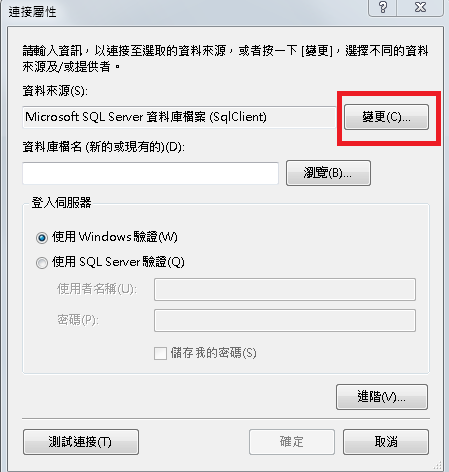 連接屬性
請輸入資訊，以連接至選取的資料來源，或者按一下 [變更]，選擇不同的資料
來源及/或提供者。
資料來源(S):
Microsoft SQL Server 資料庫檔案 (SqlClient)
變更(C)...
資料庫檔名 (新的或現有的)(D):
瀏覽(B)...
登入伺服器
使用 Windows 驗證(W)
使用 SQL Server 驗證(Q)
使用者名稱(U):
密碼(P):
儲存我的密碼(S)
進階(V)...
測試連接(T)
確定
取消